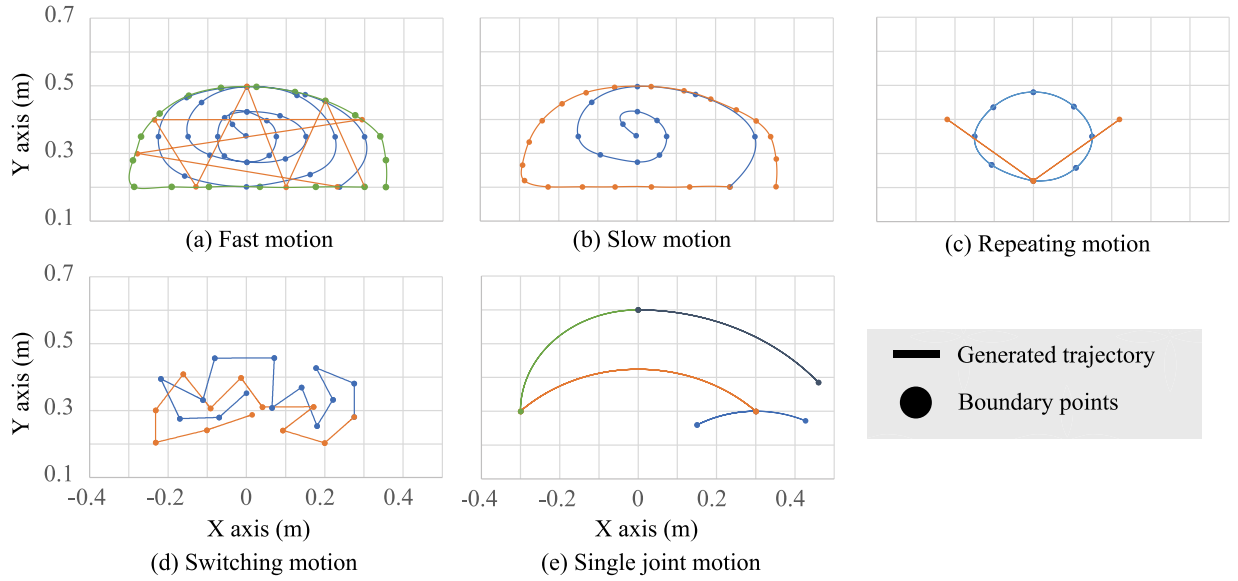 Y axis (m)
0.7
0.5
0.3
0.1
(a) Fast motion
(b) Slow motion
(c) Repeating motion
Y axis (m)
0.7
0.5
0.3
0.1
-0.4
-0.2
0
0.2
0.4
X axis (m)
(d) Switching motion
-0.4
-0.2
0
0.2
0.4
X axis (m)
(e) Single joint motion
Generated trajectory
Boundary points